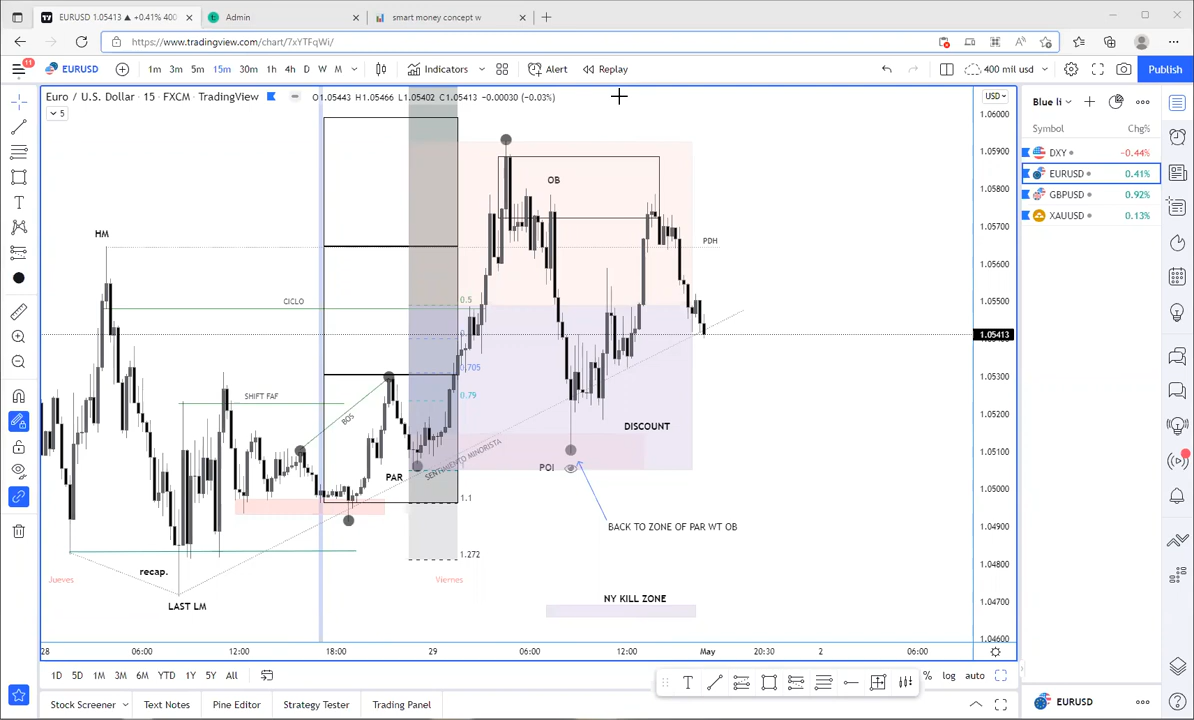 EURUSD 1.05413 ▲ +0.41% 400
Admin
smart money concept w
https://www.tradingview.com/chart/7xYTFqWi/
11
EURUSD
1m 3m 5m 15m 30m 1h 4h D W M
Indicators
Alert
Replay
400 mil usd
Publish
Euro / U.S. Dollar · 15 · FXCM · TradingView
O1.05443 H1.05466 L1.05402 C1.05413 −0.00030 (−0.03%)
5
USD
Blue li
Symbol Chg%
DXY -0.44%
EURUSD 0.41%
GBPUSD 0.92%
XAUUSD 0.13%
1.06000
1.05900
1.05800
1.05700
1.05600
1.05500
1.05413
1.05300
1.05200
1.05100
1.05000
1.04900
1.04800
1.04700
1.04600
HM
OB
PDH
CICLO
0.5
0.705
0.79
SHIFT FAF
BOS
DISCOUNT
SENTIMIENTO MINORISTA
PAR
POI
1.1
BACK TO ZONE OF PAR WT OB
1.272
recap.
Jueves
Viernes
LAST LM
NY KILL ZONE
28 06:00 12:00 18:00 29 06:00 12:00 May 20:30 2 06:00
1D 5D 1M 3M 6M YTD 1Y 5Y All
% log auto
Stock Screener Text Notes Pine Editor Strategy Tester Trading Panel
EURUSD